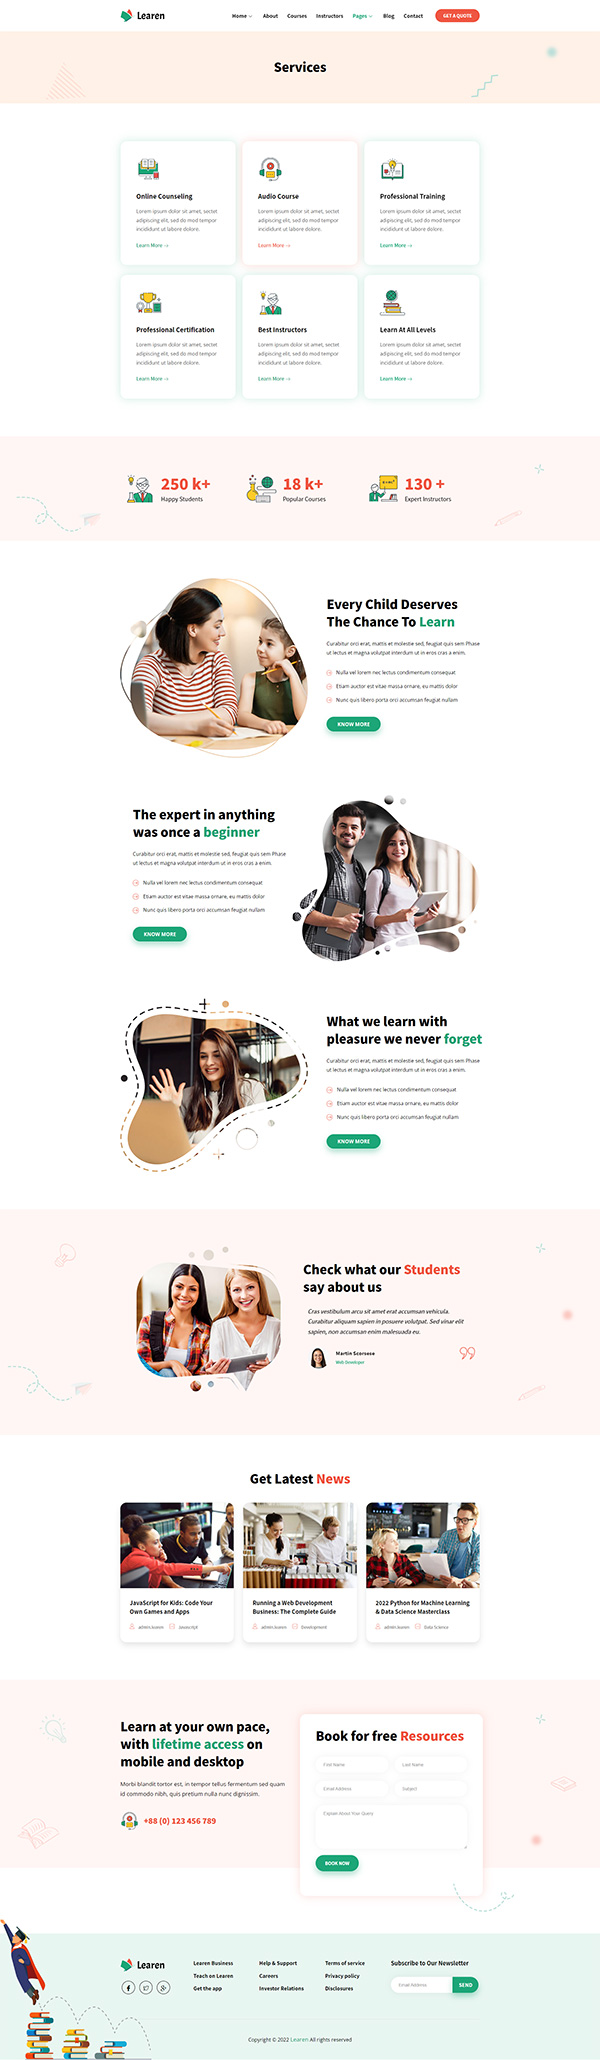 Learen
Home About Courses Instructors Pages Blog Contact GET A QUOTE
Services
Online Counseling
Lorem ipsum dolor sit amet, sectet
adipiscing elit, sed do mod tempor
incididunt ut labore dolore.
Learn More →
Audio Course
Lorem ipsum dolor sit amet, sectet
adipiscing elit, sed do mod tempor
incididunt ut labore dolore.
Learn More →
Professional Training
Lorem ipsum dolor sit amet, sectet
adipiscing elit, sed do mod tempor
incididunt ut labore dolore.
Learn More →
Professional Certification
Lorem ipsum dolor sit amet, sectet
adipiscing elit, sed do mod tempor
incididunt ut labore dolore.
Learn More →
Best Instructors
Lorem ipsum dolor sit amet, sectet
adipiscing elit, sed do mod tempor
incididunt ut labore dolore.
Learn More →
Learn At All Levels
Lorem ipsum dolor sit amet, sectet
adipiscing elit, sed do mod tempor
incididunt ut labore dolore.
Learn More →
250 k+
Happy Students
18 k+
Popular Courses
130 +
Expert Instructors
Every Child Deserves
The Chance To Learn
Curabitur orci erat, mattis et molestie sed, feugiat quis sem Phase
ut lectus et magna volutpat interdum ut in eros cras a enim.
Nulla vel lorem nec lectus condimentum consequat
Etiam auctor est vitae massa ornare, eu mattis dolor
Nunc quis libero porta orci accumsan feugiat nullam
KNOW MORE
The expert in anything
was once a beginner
Curabitur orci erat, mattis et molestie sed, feugiat quis sem Phase
ut lectus et magna volutpat interdum ut in eros cras a enim.
Nulla vel lorem nec lectus condimentum consequat
Etiam auctor est vitae massa ornare, eu mattis dolor
Nunc quis libero porta orci accumsan feugiat nullam
KNOW MORE
What we learn with
pleasure we never forget
Curabitur orci erat, mattis et molestie sed, feugiat quis sem Phase
ut lectus et magna volutpat interdum ut in eros cras a enim.
Nulla vel lorem nec lectus condimentum consequat
Etiam auctor est vitae massa ornare, eu mattis dolor
Nunc quis libero porta orci accumsan feugiat nullam
KNOW MORE
Check what our Students
say about us
Cras vestibulum arcu sit amet erat accumsan vehicula.
Curabitur aliquam sapien in posuere volutpat. Sed vinar elit
sapien, non accumsan enim malesuada eu.
Martin Scorsese
Web Developer
Get Latest News
JavaScript for Kids: Code Your
Own Games and Apps
admin.learen Javascript
Running a Web Development
Business: The Complete Guide
admin.learen Development
2022 Python for Machine Learning
& Data Science Masterclass
admin.learen Data Science
Learn at your own pace,
with lifetime access on
mobile and desktop
Morbi blandit tortor est, in tempor tellus fermentum sed quam
id commodo nibh, quis pretium nulla nunc dignissim.
+88 (0) 123 456 789
Book for free Resources
First Name Last Name
Email Address Subject
Explain About Your Query
BOOK NOW
Learen
Learen Business
Teach on Learen
Get the app
Help & Support
Careers
Investor Relations
Terms of service
Privacy policy
Disclosures
Subscribe to Our Newsletter
Email Address SEND
Copyright © 2022 Learen All rights reserved